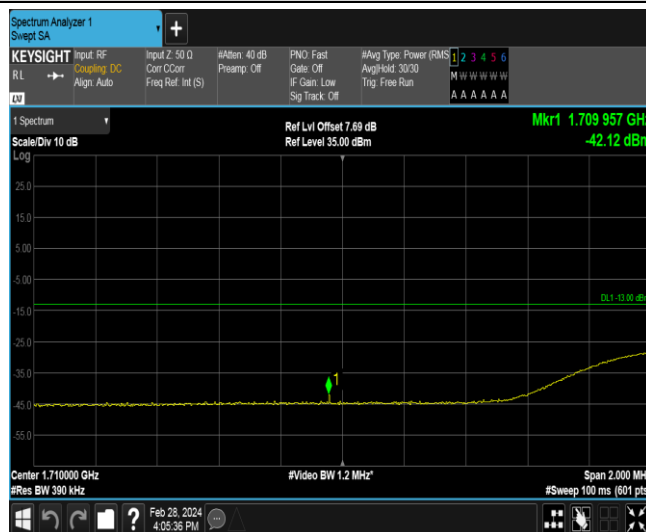 Spectrum Analyzer 1
Swept SA
KEYSIGHT
RL
LXI
Input: RF
Coupling: DC
Align: Auto
Input Z: 50 Ω
Corr CCorr
Freq Ref: Int (S)
#Atten: 40 dB
Preamp: Off
PNO: Fast
Gate: Off
IF Gain: Low
Sig Track: Off
#Avg Type: Power (RMS
Avg|Hold: 30/30
Trig: Free Run
1 2 3 4 5 6
M W W W W W
A A A A A A
1 Spectrum
Scale/Div 10 dB
Ref Lvl Offset 7.69 dB
Ref Level 35.00 dBm
Mkr1 1.709 957 GHz
-42.12 dBm
Log
25.0
15.0
5.00
-5.00
-15.0
-25.0
-35.0
-45.0
-55.0
DL1 -13.00 dBm
1
Center 1.710000 GHz
#Video BW 1.2 MHz*
Span 2.000 MH
#Res BW 390 kHz
#Sweep 100 ms (601 pts
?
Feb 28, 2024
4:05:36 PM